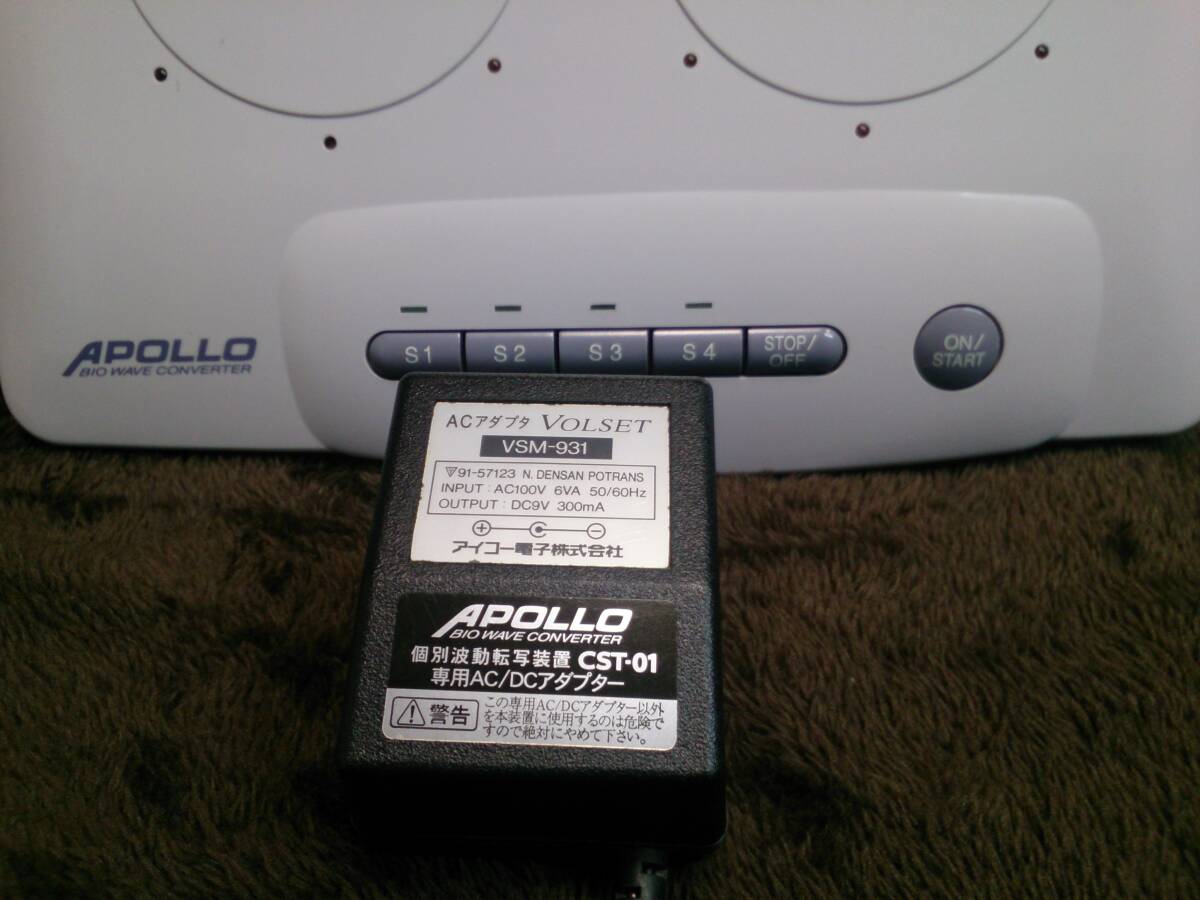 APOLLO
BIO WAVE CONVERTER
S1
S2
S3
S4
STOP/
OFF
ON/
START
ACアダプタ VOLSET
VSM-931
▽91-57123 N. DENSAN POTRANS
INPUT : AC100V 6VA 50/60Hz
OUTPUT : DC9V 300mA
+ −
アイコー電子株式会社
APOLLO
BIO WAVE CONVERTER
個別波動転写装置 CST-01
専用AC/DCアダプター
警告
この専用AC/DCアダプター以外
を本装置に使用するのは危険で
すので絶対にやめて下さい。